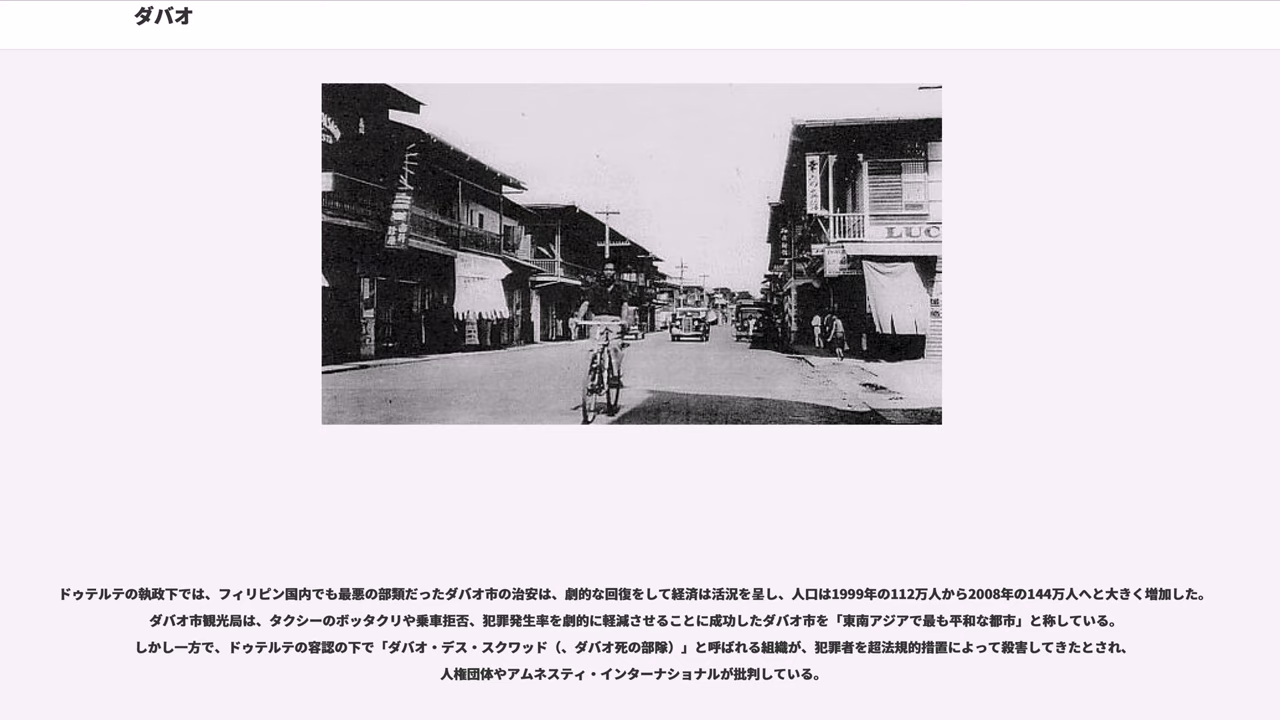 ダバオ
LUC
ドゥテルテの執政下では、フィリピン国内でも最悪の部類だったダバオ市の治安は、劇的な回復をして経済は活況を呈し、人口は1999年の112万人から2008年の144万人へと大きく増加した。
ダバオ市観光局は、タクシーのボッタクリや乗車拒否、犯罪発生率を劇的に軽減させることに成功したダバオ市を「東南アジアで最も平和な都市」と称している。
しかし一方で、ドゥテルテの容認の下で「ダバオ・デス・スクワッド（、ダバオ死の部隊）」と呼ばれる組織が、犯罪者を超法規的措置によって殺害してきたとされ、
人権団体やアムネスティ・インターナショナルが批判している。